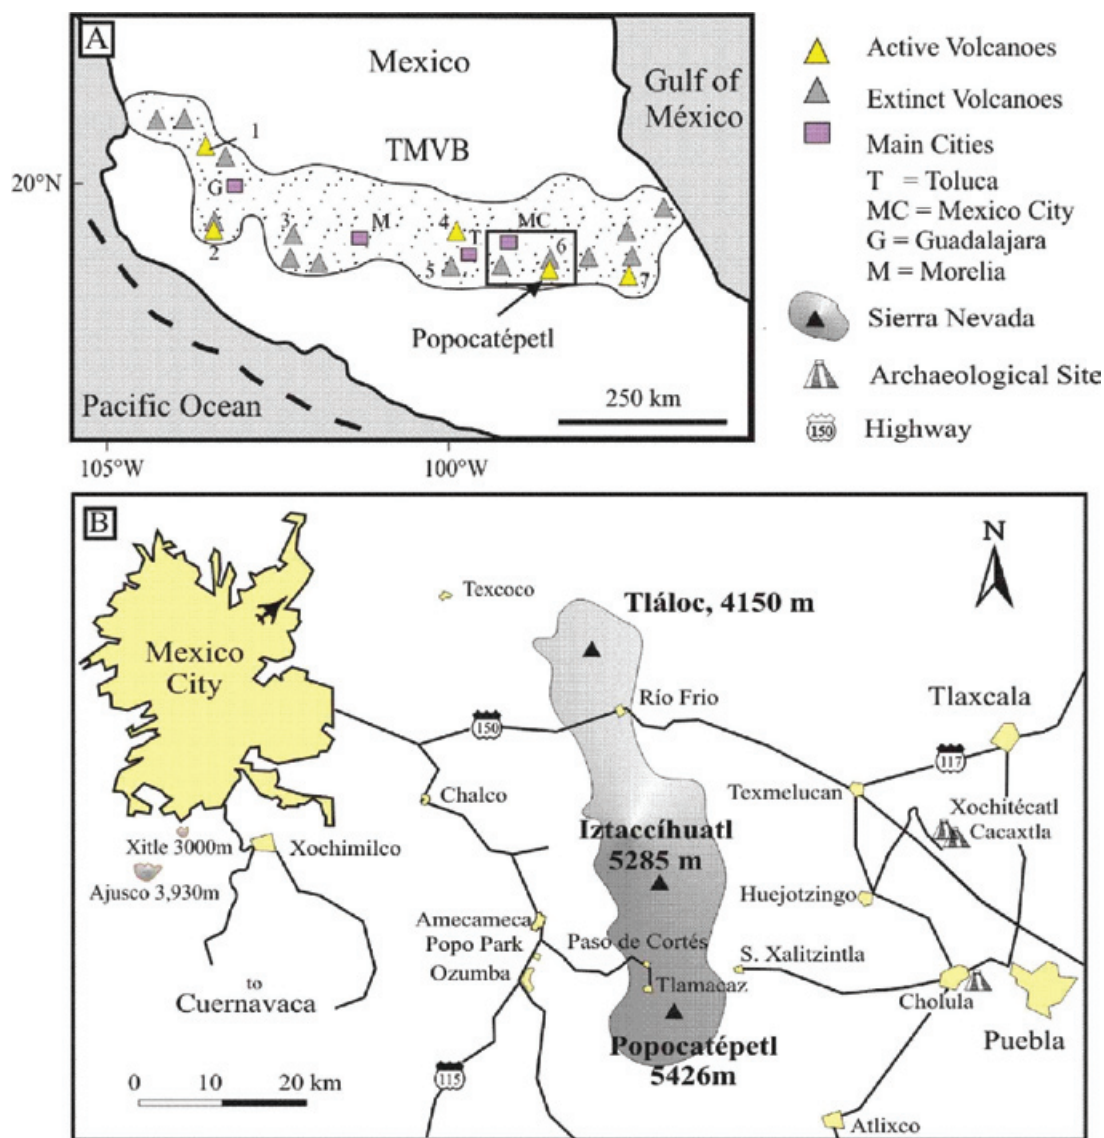 A
Mexico
TMVB
Gulf of
México
20°N
1
G
2
3
M
4
5
T
MC
6
7
Popocatépetl
250 km
Pacific Ocean
105°W
100°W
Active Volcanoes
Extinct Volcanoes
Main Cities
T = Toluca
MC = Mexico City
G = Guadalajara
M = Morelia
Sierra Nevada
Archaeological Site
150
Highway
B
N
Texcoco
Tláloc, 4150 m
Mexico
City
Río Frio
Tlaxcala
150
117
Chalco
Texmelucan
Xochitécatl
Cacaxtla
Xitle 3000m
Xochimilco
Iztaccíhuatl
5285 m
Ajusco 3,930m
Huejotzingo
Amecameca
Popo Park
Ozumba
Paso de Cortés
S. Xalitzintla
Tlamacaz
to
Cuernavaca
Cholula
Puebla
Popocatépetl
5426m
0 10 20 km
115
Atlixco